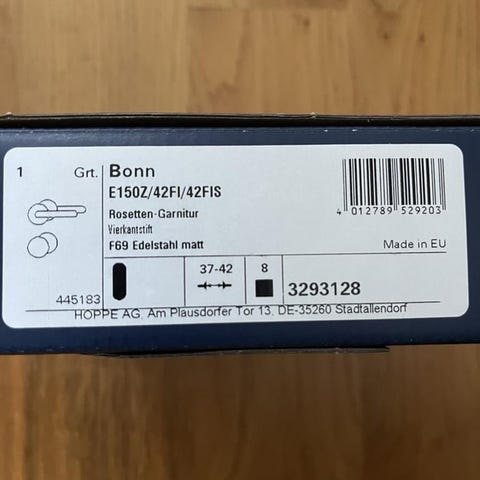 1 Grt. Bonn
E150Z/42FI/42FIS
Rosetten-Garnitur
Vierkantstift
F69 Edelstahl matt
4 012789 529203
Made in EU
445183
37-42
8
3293128
HOPPE AG, Am Plausdorfer Tor 13, DE-35260 Stadtallendorf